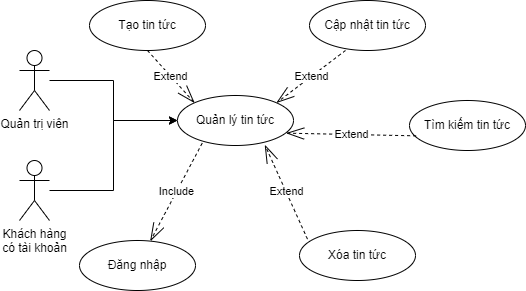 Tạo tin tức
Cập nhật tin tức
Extend
Extend
Quản trị viên
Quản lý tin tức
Tìm kiếm tin tức
Extend
Include
Extend
Khách hàng
có tài khoản
Đăng nhập
Xóa tin tức